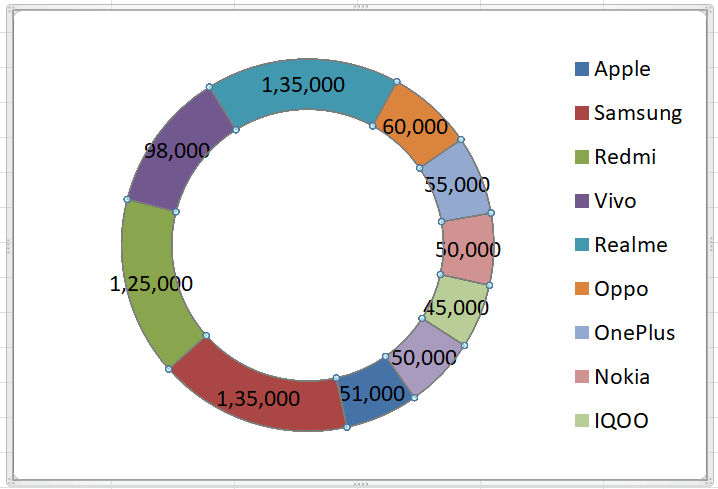 1,35,000
60,000
98,000
55,000
50,000
1,25,000
45,000
50,000
1,35,000
51,000
Apple
Samsung
Redmi
Vivo
Realme
Oppo
OnePlus
Nokia
IQOO